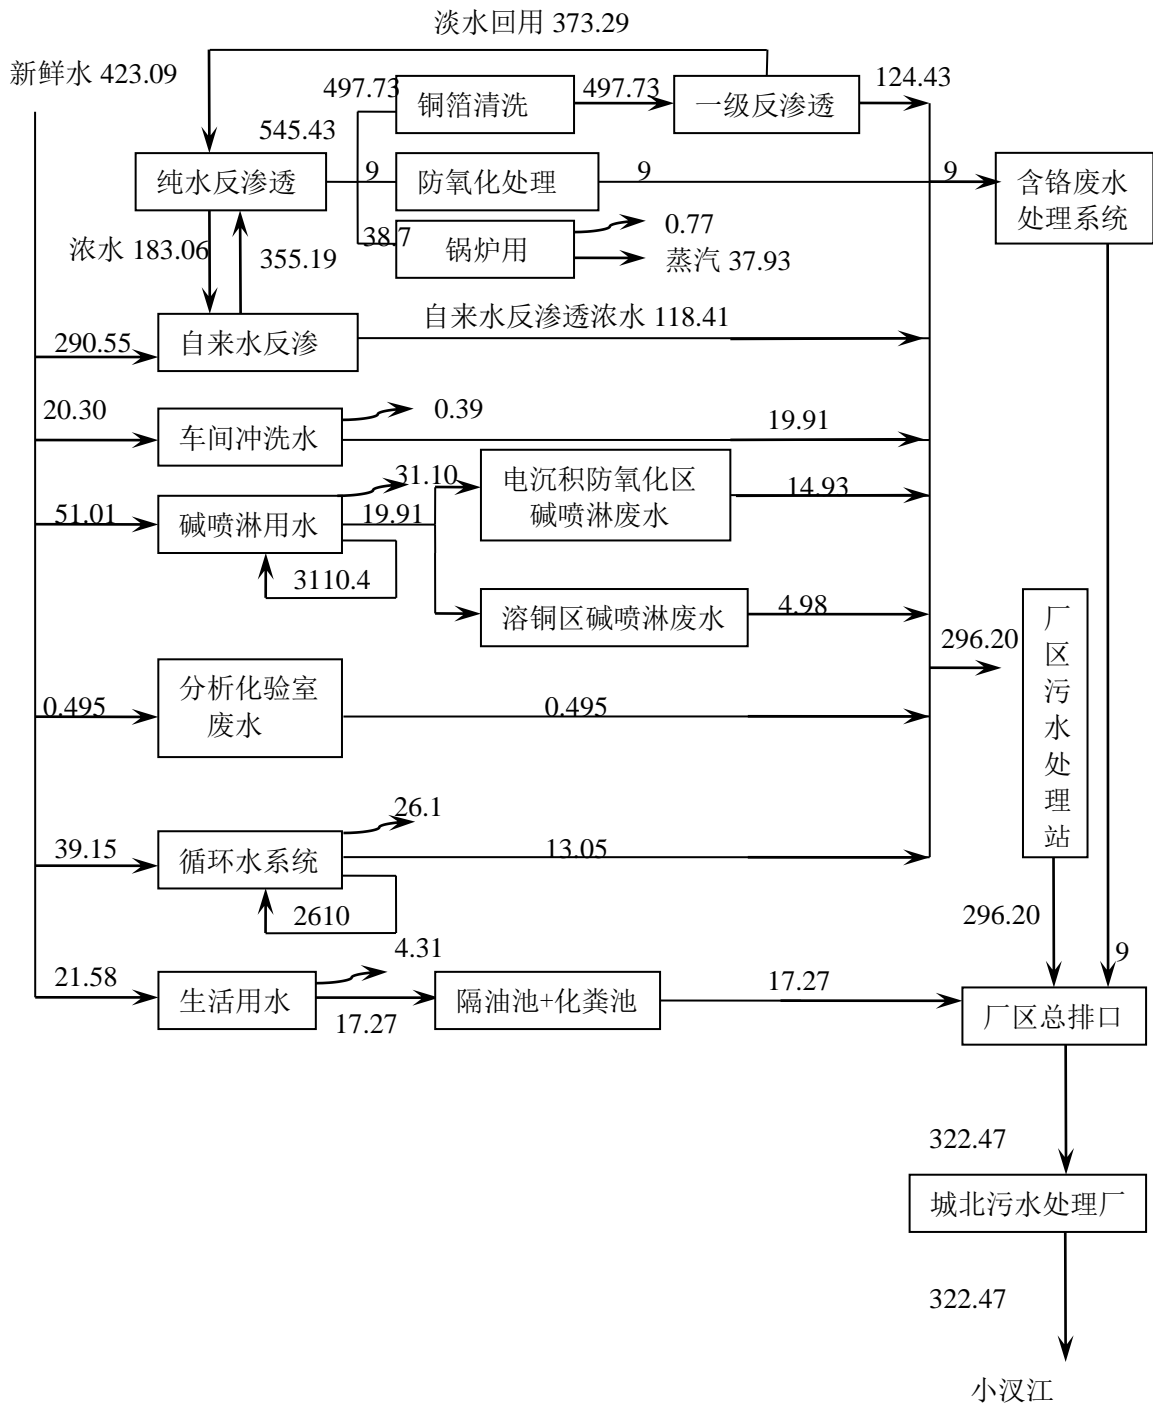 淡水回用 373.29
新鲜水 423.09
497.73
铜箔清洗
497.73
一级反渗透
124.43
545.43
纯水反渗透
9
防氧化处理
9
9
含铬废水
处理系统
浓水 183.06
355.19
38.7
锅炉用
0.77
蒸汽 37.93
290.55
自来水反渗
自来水反渗透浓水 118.41
20.30
车间冲洗水
0.39
19.91
51.01
碱喷淋用水
31.10
19.91
3110.4
电沉积防氧化区
碱喷淋废水
14.93
溶铜区碱喷淋废水
4.98
296.20
厂
区
污
水
处
理
站
0.495
分析化验室
废水
0.495
39.15
循环水系统
26.1
13.05
2610
296.20
9
21.58
生活用水
4.31
17.27
隔油池+化粪池
17.27
厂区总排口
322.47
城北污水处理厂
322.47
小汊江